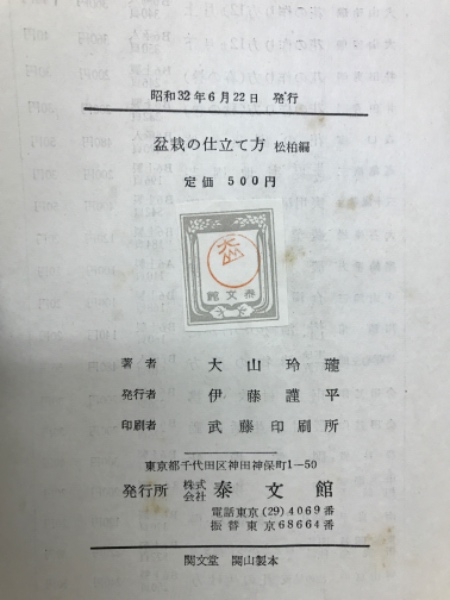 昭和32年6月22日 発行
盆栽の仕立て方 松柏編
定価 500円
大山
館文泰
著者 大山玲瓏
発行者 伊藤謹平
印刷者 武藤印刷所
東京都千代田区神田神保町1—50
発行所 株式会社 泰文館
電話東京(29)4069番
振替東京68664番
関文堂 関山製本